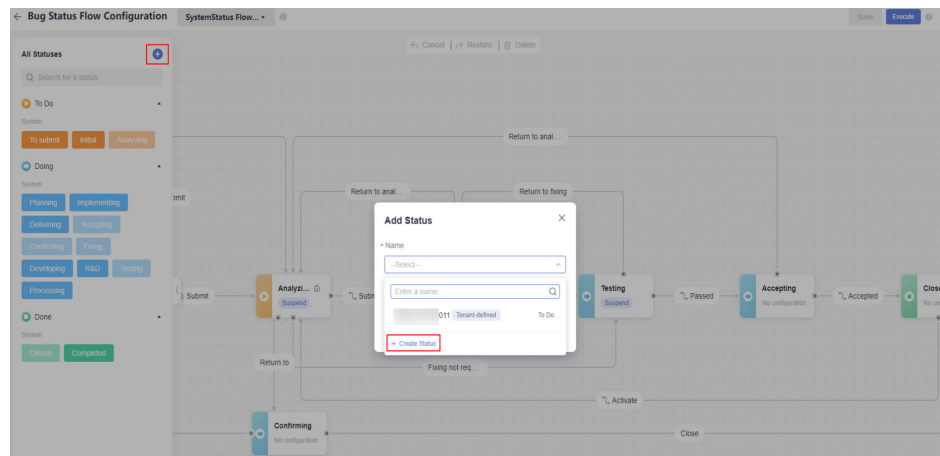 Bug Status Flow Configuration
SystemStatus Flow...
Save
Execute
All Statuses
Cancel
Restore
Delete
Search for a status
To Do
System
To submit
Initial
Analyzing
Doing
System
Planning
Implementing
Delivering
Accepting
Confirming
Fixing
Developing
R&D
Testing
Processing
Done
System
Closed
Completed
Return to anal...
Return to anal...
Return to fixing
Submit
Analyzi...
Suspend
Add Status
* Name
--Select--
Enter a name
011
Tenant-defined
To Do
+ Create Status
Testing
Suspend
Passed
Accepting
No configuration
Accepted
Return to
Fixing not req...
Activate
Confirming
No configuration
Close